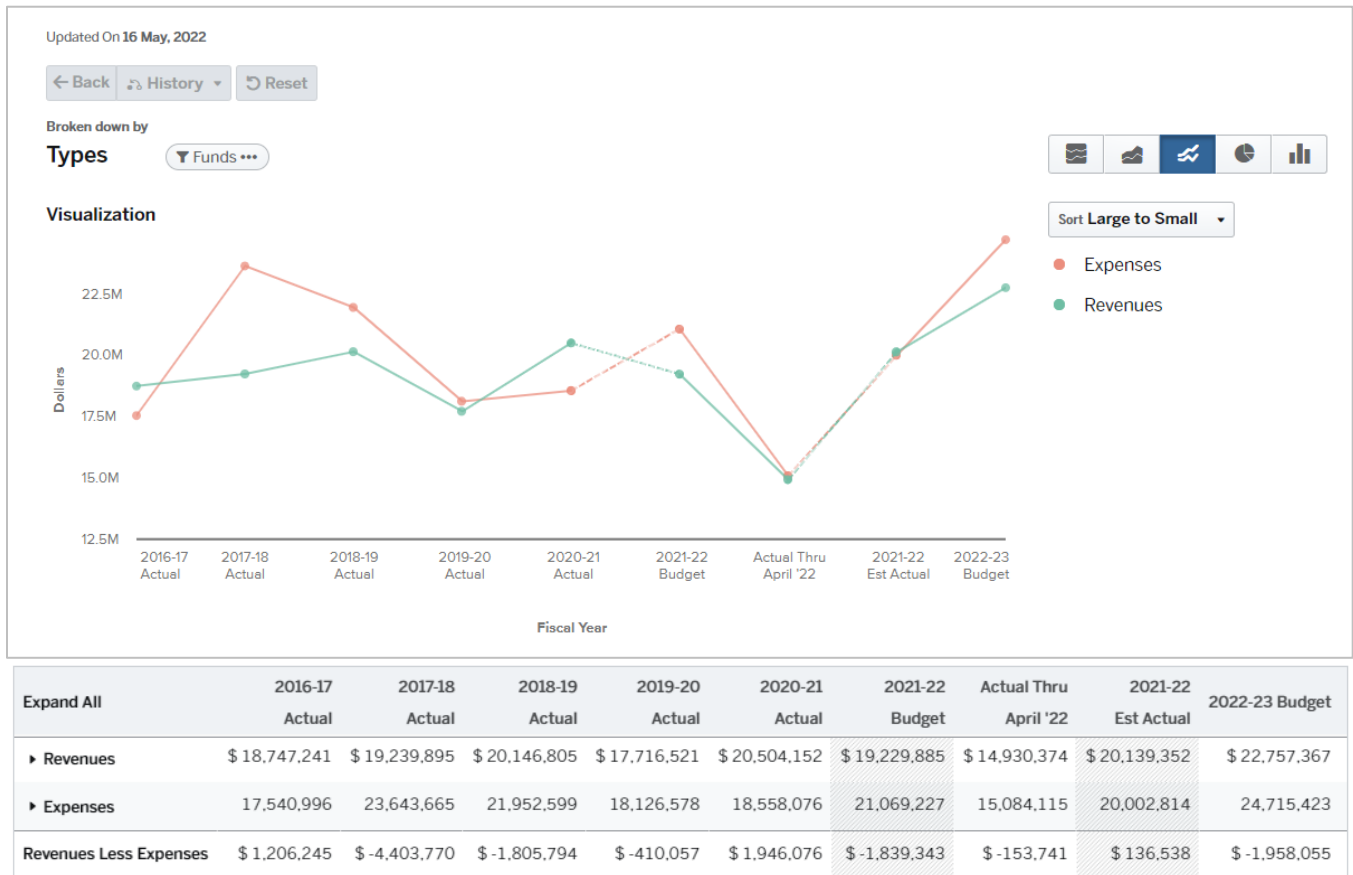 Updated On 16 May, 2022
Back History Reset
Broken down by
Types Funds •••
Visualization
Sort Large to Small
Expenses
Revenues
22.5M
20.0M
17.5M
15.0M
12.5M
Dollars
2016-17 2017-18 2018-19 2019-20 2020-21 2021-22 Actual Thru 2021-22 2022-23
Actual Actual Actual Actual Actual Budget April '22 Est Actual Budget
Fiscal Year
Expand All 2016-17 Actual 2017-18 Actual 2018-19 Actual 2019-20 Actual 2020-21 Actual 2021-22 Budget Actual Thru April '22 2021-22 Est Actual 2022-23 Budget
Revenues $ 18,747,241 $ 19,239,895 $ 20,146,805 $ 17,716,521 $ 20,504,152 $ 19,229,885 $ 14,930,374 $ 20,139,352 $ 22,757,367
Expenses 17,540,996 23,643,665 21,952,599 18,126,578 18,558,076 21,069,227 15,084,115 20,002,814 24,715,423
Revenues Less Expenses $ 1,206,245 $ -4,403,770 $ -1,805,794 $ -410,057 $ 1,946,076 $ -1,839,343 $ -153,741 $ 136,538 $ -1,958,055